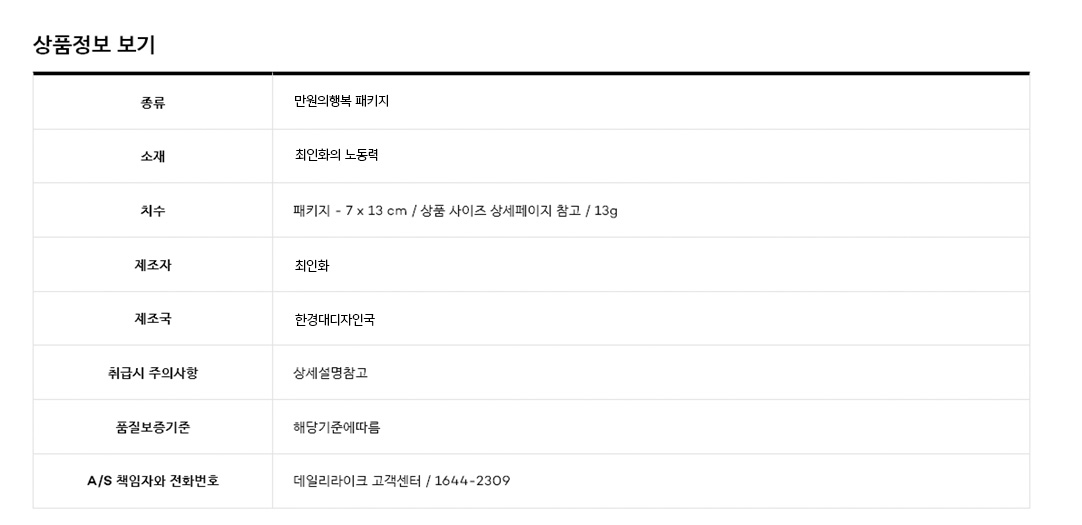 상품정보 보기
종류 만원의행복 패키지
소재 최인화의 노동력
치수 패키지 - 7 x 13 cm / 상품 사이즈 상세페이지 참고 / 13g
제조자 최인화
제조국 한경대디자인국
취급시 주의사항 상세설명참고
품질보증기준 해당기준에따름
A/S 책임자와 전화번호 데일리라이크 고객센터 / 1644-2309